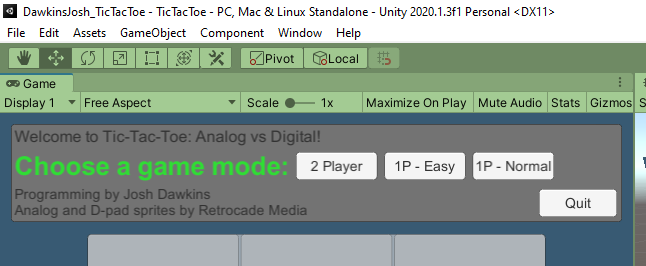 DawkinsJosh_TicTacToe - TicTacToe - PC, Mac & Linux Standalone - Unity 2020.1.3f1 Personal <DX11>
File Edit Assets GameObject Component Window Help
Pivot Local
Game
Display 1 Free Aspect Scale 1x Maximize On Play Mute Audio Stats Gizmos S
Welcome to Tic-Tac-Toe: Analog vs Digital!
Choose a game mode: 2 Player 1P - Easy 1P - Normal
Programming by Josh Dawkins
Analog and D-pad sprites by Retrocade Media
Quit